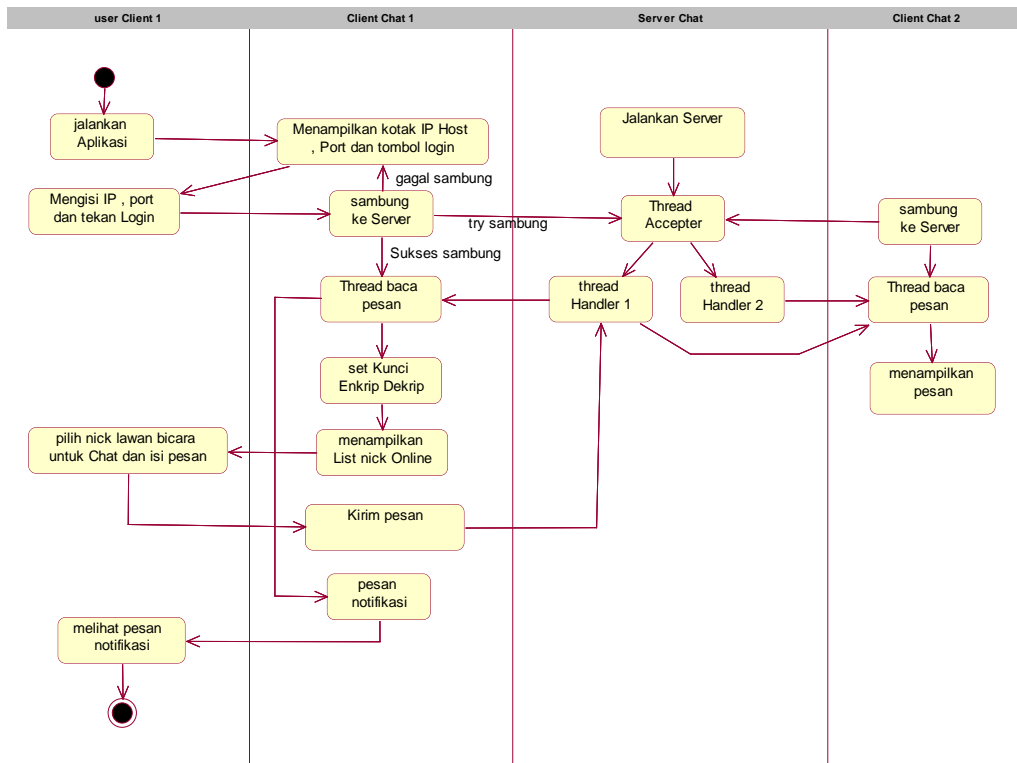 user Client 1
Client Chat 1
Server Chat
Client Chat 2
jalankan
Aplikasi
Menampilkan kotak IP Host
, Port dan tombol login
Jalankan Server
gagal sambung
Mengisi IP , port
dan tekan Login
sambung
ke Server
try sambung
Thread
Accepter
sambung
ke Server
Sukses sambung
Thread baca
pesan
thread
Handler 1
thread
Handler 2
Thread baca
pesan
set Kunci
Enkrip Dekrip
menampilkan
pesan
pilih nick lawan bicara
untuk Chat dan isi pesan
menampilkan
List nick Online
Kirim pesan
pesan
notifikasi
melihat pesan
notifikasi